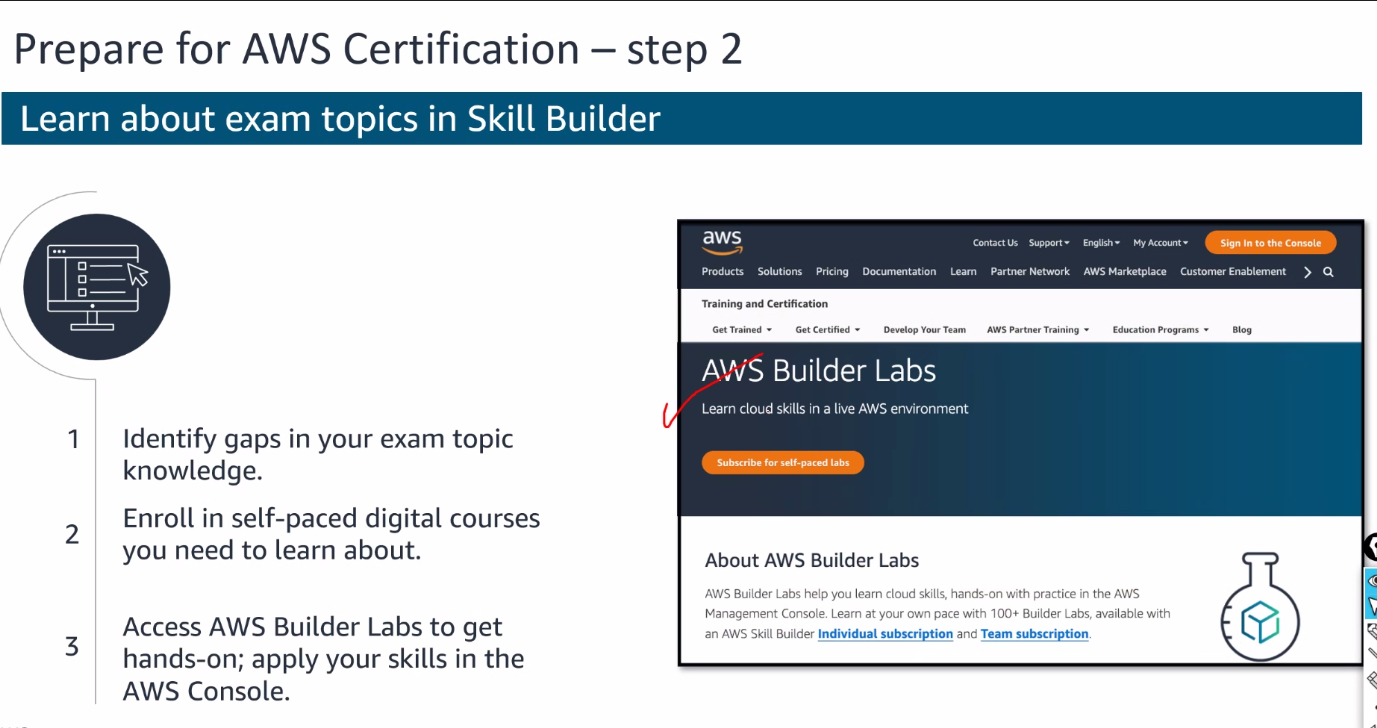 Prepare for AWS Certification – step 2
Learn about exam topics in Skill Builder
1 Identify gaps in your exam topic
knowledge.
2 Enroll in self-paced digital courses
you need to learn about.
3 Access AWS Builder Labs to get
hands-on; apply your skills in the
AWS Console.
aws
Contact Us Support English My Account Sign In to the Console
Products Solutions Pricing Documentation Learn Partner Network AWS Marketplace Customer Enablement
Training and Certification
Get Trained Get Certified Develop Your Team AWS Partner Training Education Programs Blog
AWS Builder Labs
Learn cloud skills in a live AWS environment
Subscribe for self-paced labs
About AWS Builder Labs
AWS Builder Labs help you learn cloud skills, hands-on with practice in the AWS
Management Console. Learn at your own pace with 100+ Builder Labs, available with
an AWS Skill Builder Individual subscription and Team subscription.